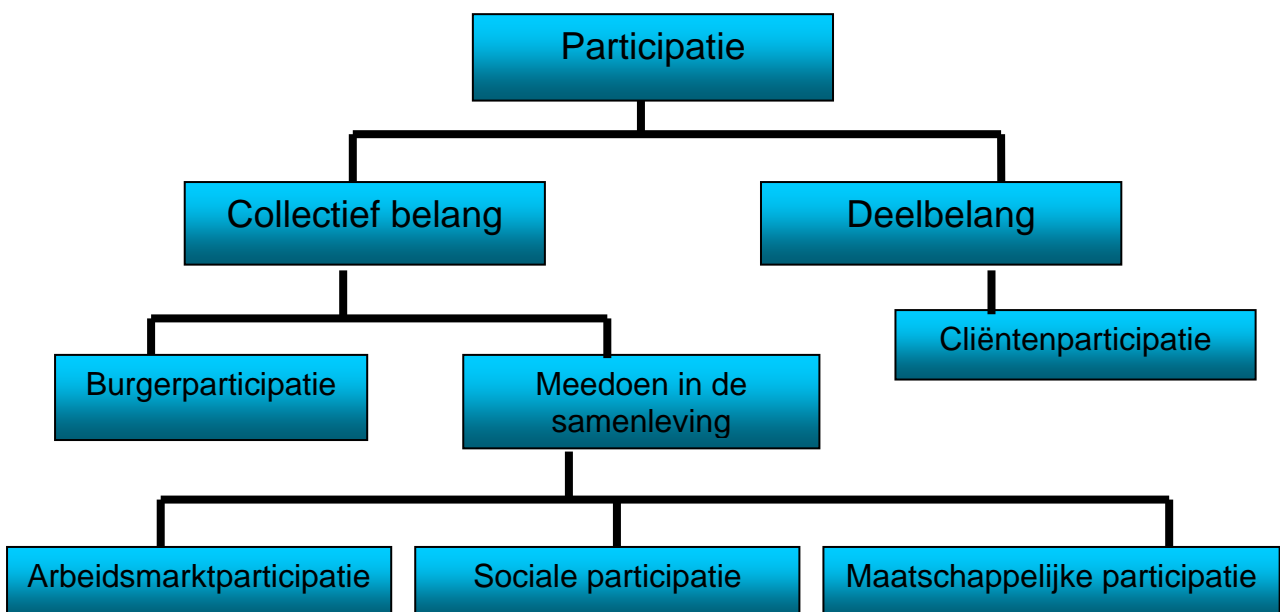 Participatie
Collectief belang
Deelbelang
Cliëntenparticipatie
Burgerparticipatie
Meedoen in de
samenleving
Arbeidsmarktparticipatie
Sociale participatie
Maatschappelijke participatie